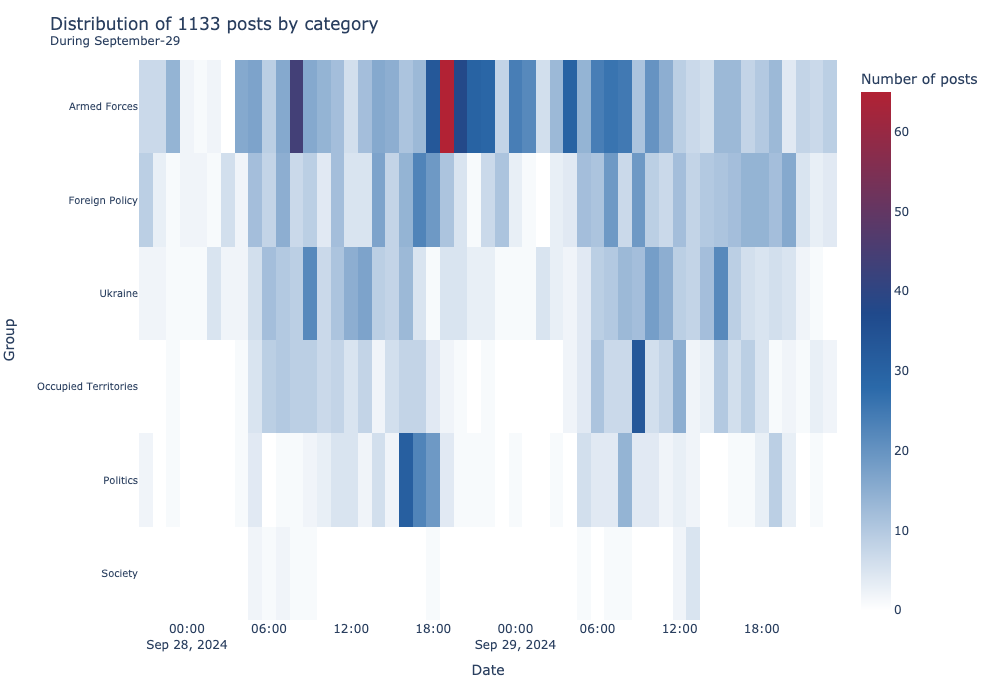 Distribution of 1133 posts by category
During September-29
Number of posts
Armed Forces
Foreign Policy
Ukraine
Occupied Territories
Politics
Society
Group
60
50
40
30
20
10
0
00:00 06:00 12:00 18:00 00:00 06:00 12:00 18:00
Sep 28, 2024 Sep 29, 2024
Date